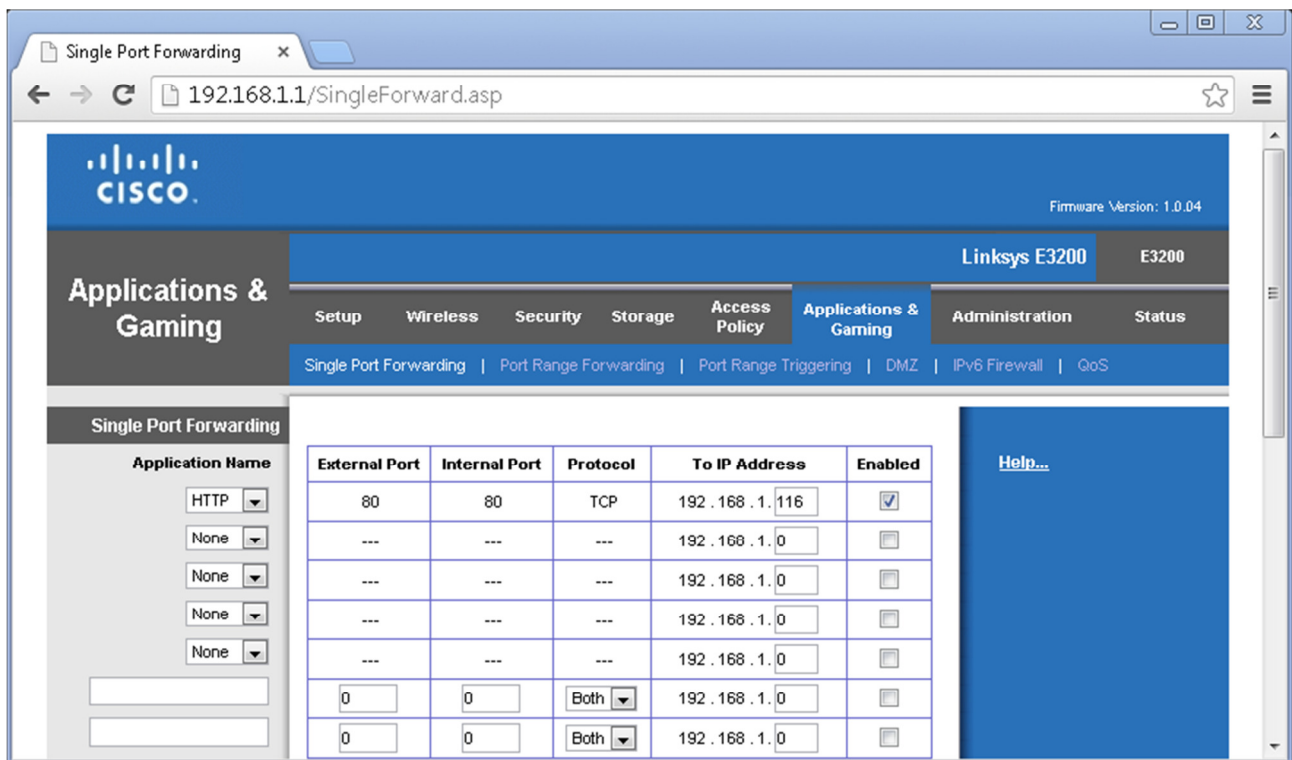 Single Port Forwarding
192.168.1.1/SingleForward.asp
CISCO.
Firmware Version: 1.0.04
Linksys E3200 E3200
Applications & Gaming
Setup Wireless Security Storage Access Policy Applications & Gaming Administration Status
Single Port Forwarding | Port Range Forwarding | Port Range Triggering | DMZ | IPv6 Firewall | QoS
Single Port Forwarding
Application Name External Port Internal Port Protocol To IP Address Enabled Help...
HTTP 80 80 TCP 192 . 168 . 1. 116
None --- --- --- 192 . 168 . 1. 0
None --- --- --- 192 . 168 . 1. 0
None --- --- --- 192 . 168 . 1. 0
None --- --- --- 192 . 168 . 1. 0
0 0 Both 192 . 168 . 1. 0
0 0 Both 192 . 168 . 1. 0